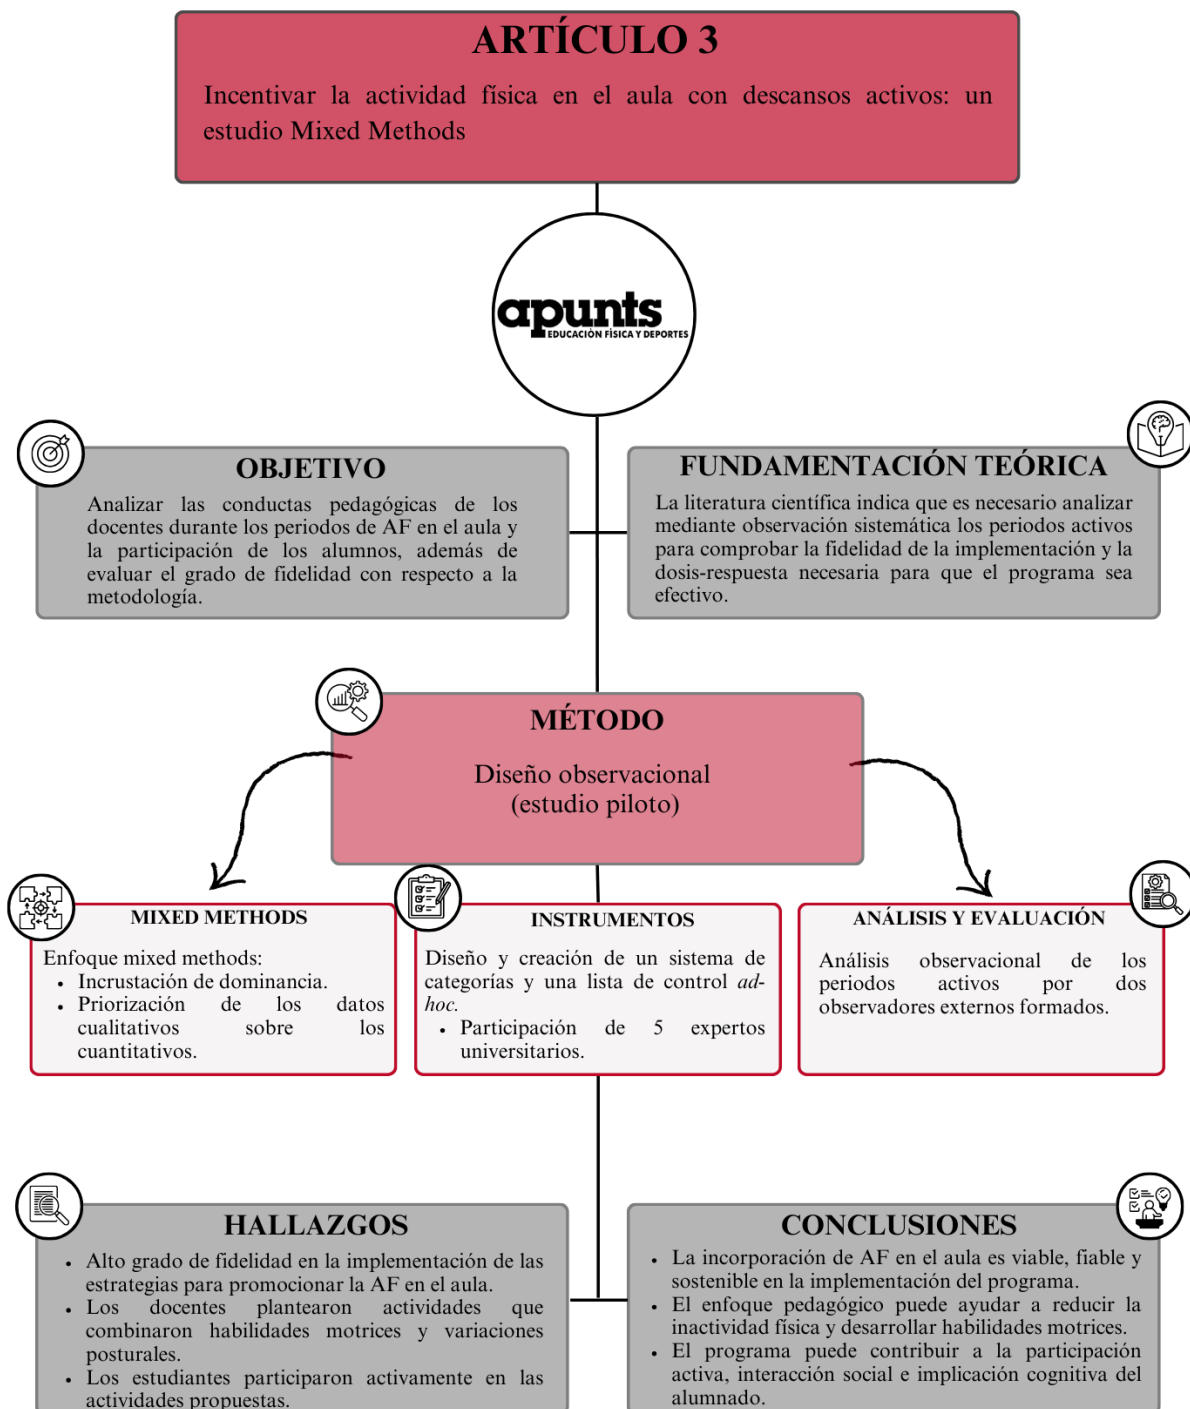 ARTÍCULO 3
Incentivar la actividad física en el aula con descansos activos: un
estudio Mixed Methods
apunts
EDUCACIÓN FÍSICA Y DEPORTES
OBJETIVO
Analizar las conductas pedagógicas de los
docentes durante los periodos de AF en el aula y
la participación de los alumnos, además de
evaluar el grado de fidelidad con respecto a la
metodología.
FUNDAMENTACIÓN TEÓRICA
La literatura científica indica que es necesario analizar
mediante observación sistemática los periodos activos
para comprobar la fidelidad de la implementación y la
dosis-respuesta necesaria para que el programa sea
efectivo.
MÉTODO
Diseño observacional
(estudio piloto)
MIXED METHODS
Enfoque mixed methods:
• Incrustación de dominancia.
• Priorización de los datos
cualitativos sobre los
cuantitativos.
INSTRUMENTOS
Diseño y creación de un sistema de
categorías y una lista de control ad-
hoc.
• Participación de 5 expertos
universitarios.
ANÁLISIS Y EVALUACIÓN
Análisis observacional de los
periodos activos por dos
observadores externos formados.
HALLAZGOS
• Alto grado de fidelidad en la implementación de las
estrategias para promocionar la AF en el aula.
• Los docentes plantearon actividades que
combinaron habilidades motrices y variaciones
posturales.
• Los estudiantes participaron activamente en las
actividades propuestas.
CONCLUSIONES
• La incorporación de AF en el aula es viable, fiable y
sostenible en la implementación del programa.
• El enfoque pedagógico puede ayudar a reducir la
inactividad física y desarrollar habilidades motrices.
• El programa puede contribuir a la participación
activa, interacción social e implicación cognitiva del
alumnado.